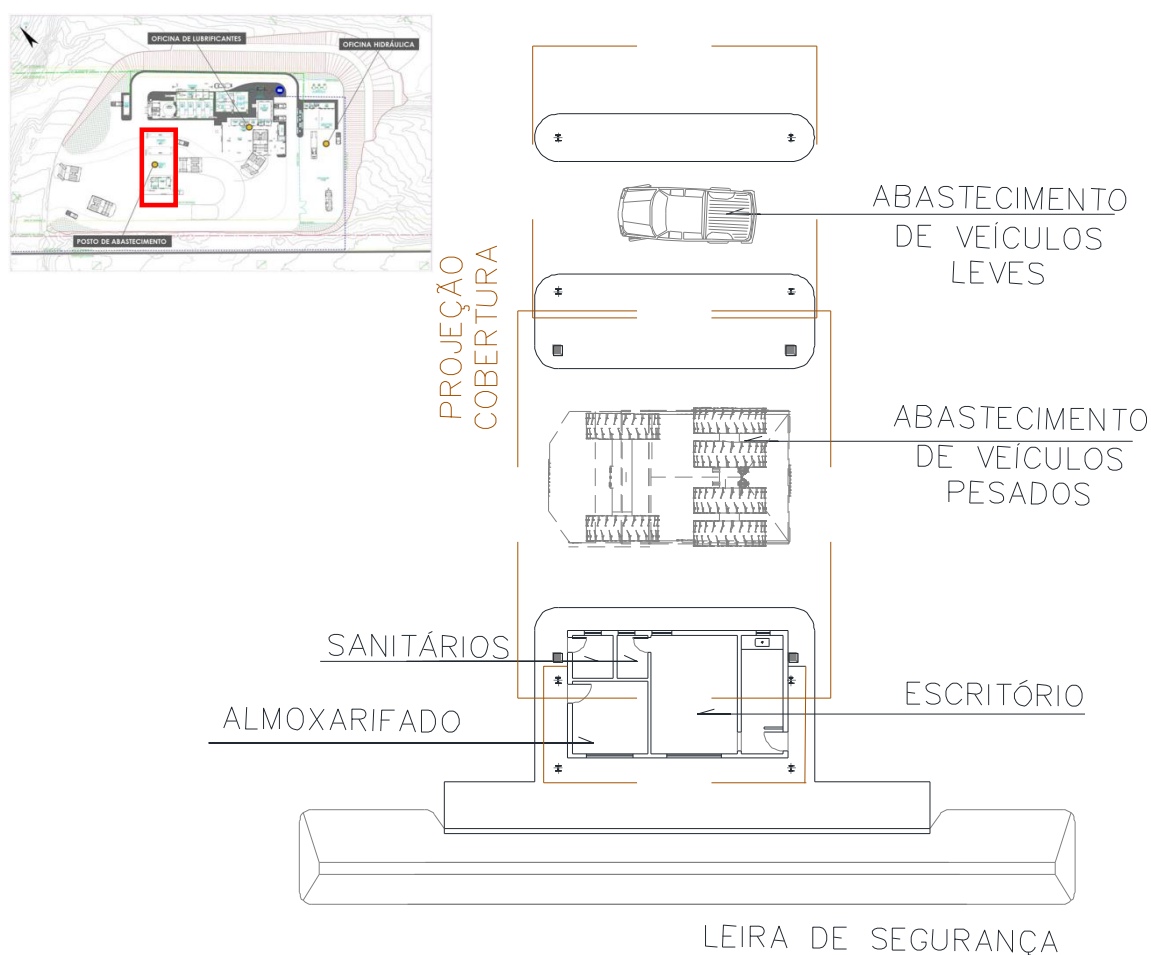 OFICINA DE LUBRIFICANTES
OFICINA HIDRÁULICA
POSTO DE ABASTECIMENTO
ABASTECIMENTO
DE VEÍCULOS
LEVES
PROJEÇÃO
COBERTURA
ABASTECIMENTO
DE VEÍCULOS
PESADOS
SANITÁRIOS
ESCRITÓRIO
ALMOXARIFADO
LEIRA DE SEGURANÇA